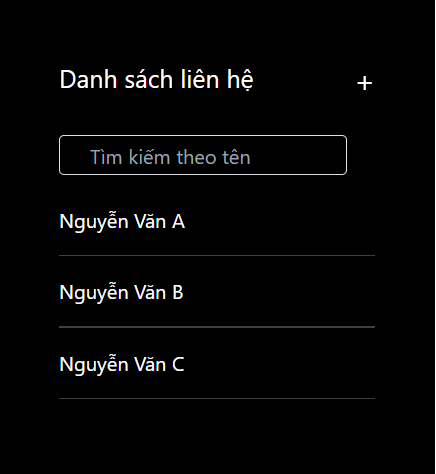 Danh sách liên hệ +
Tìm kiếm theo tên
Nguyễn Văn A
Nguyễn Văn B
Nguyễn Văn C